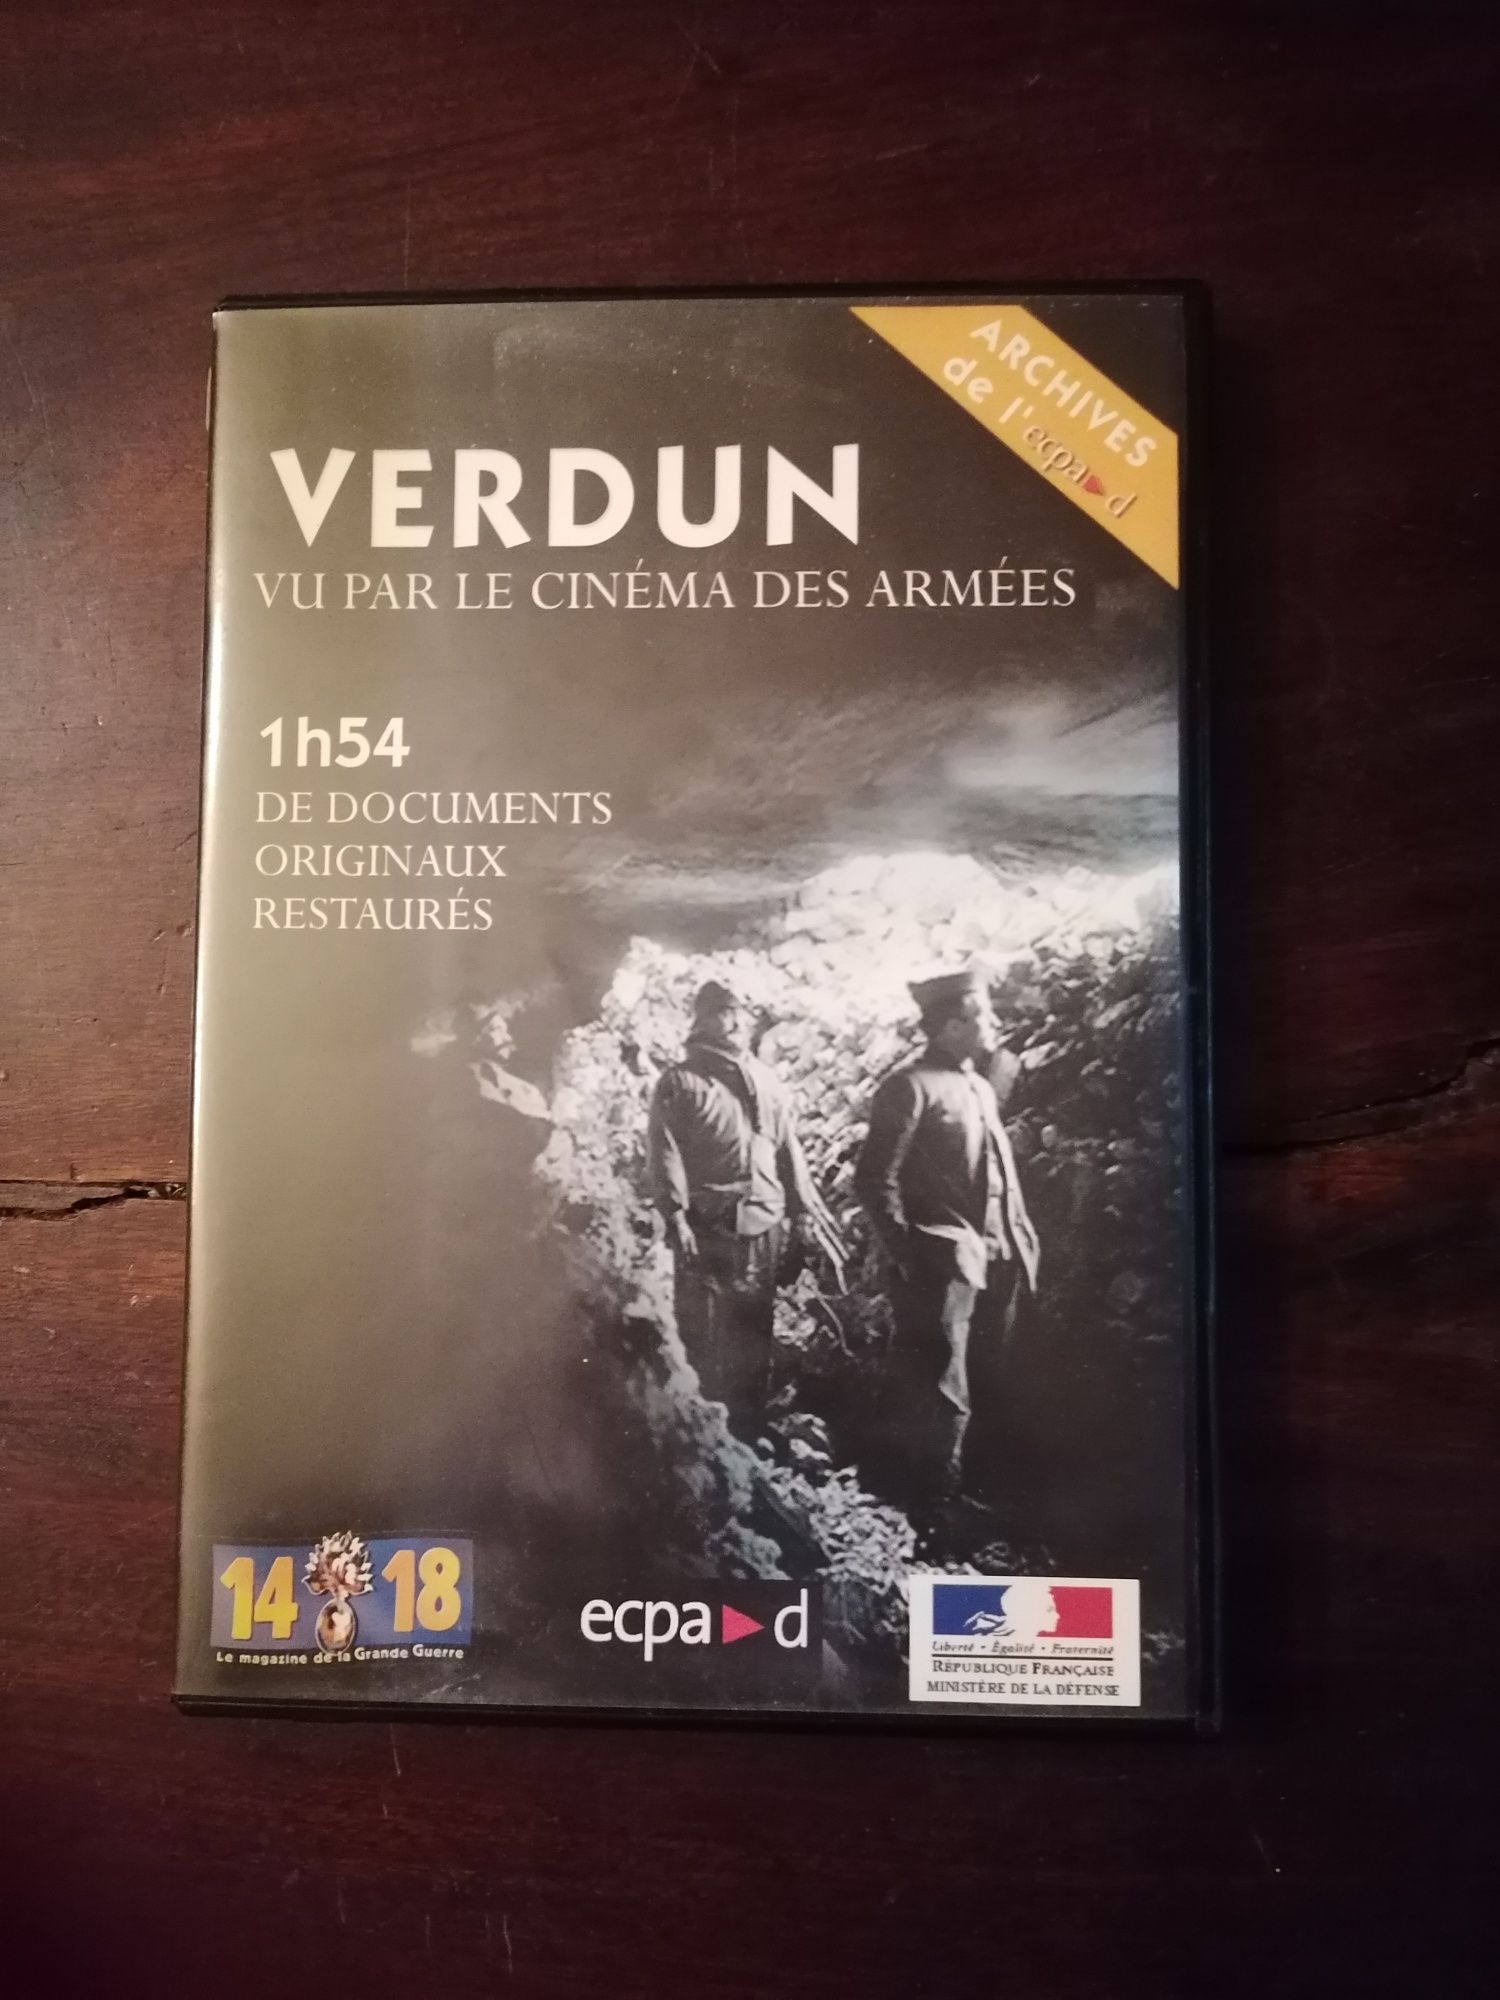 ARCHIVES
de l'ecpad
VERDUN
VU PAR LE CINÉMA DES ARMÉES
1h54
DE DOCUMENTS
ORIGINAUX
RESTAURÉS
14 18
Le magazine de la Grande Guerre
ecpad
Liberté • Égalité • Fraternité
RÉPUBLIQUE FRANÇAISE
MINISTÈRE DE LA DÉFENSE